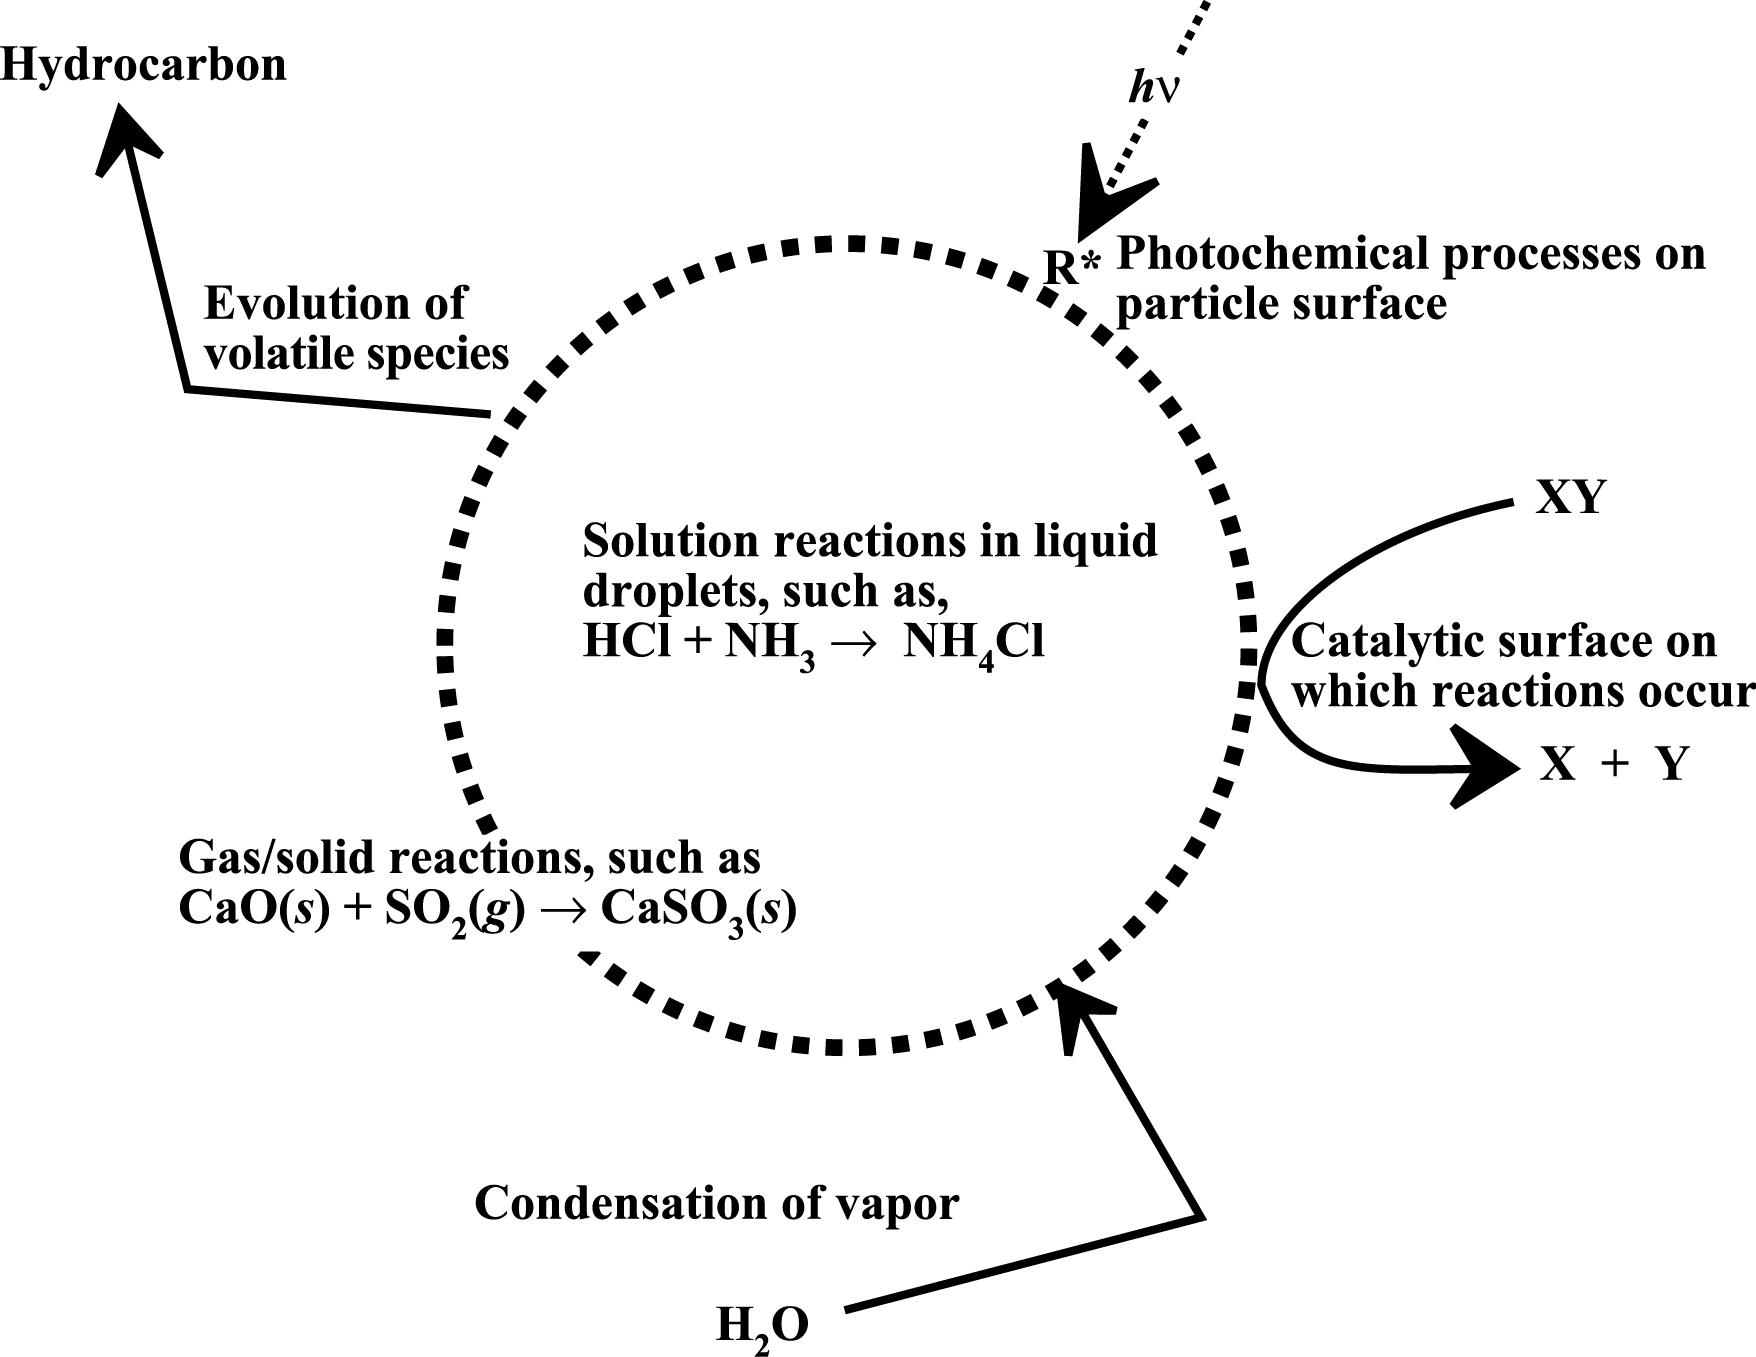 Hydrocarbon
hν
R* Photochemical processes on
particle surface
Evolution of
volatile species
XY
Solution reactions in liquid
droplets, such as,
HCl + NH₃ → NH₄Cl
Catalytic surface on
which reactions occur
X + Y
Gas/solid reactions, such as
CaO(s) + SO₂(g) → CaSO₃(s)
Condensation of vapor
H₂O